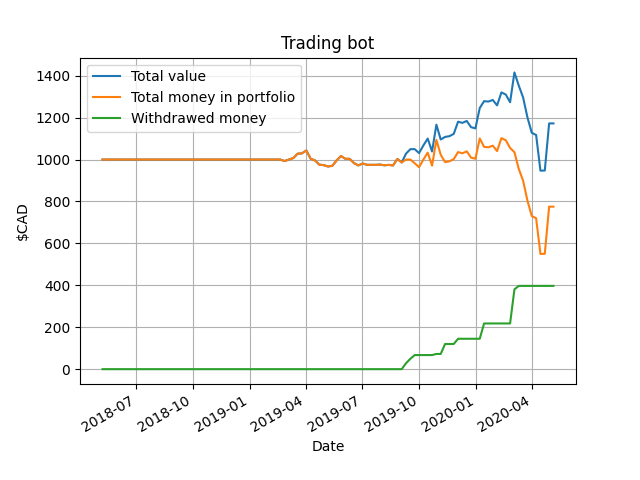 Trading bot
Total value
Total money in portfolio
Withdrawed money
1400
1200
1000
800
600
400
200
0
$CAD
2018-07
2018-10
2019-01
2019-04
2019-07
2019-10
2020-01
2020-04
Date